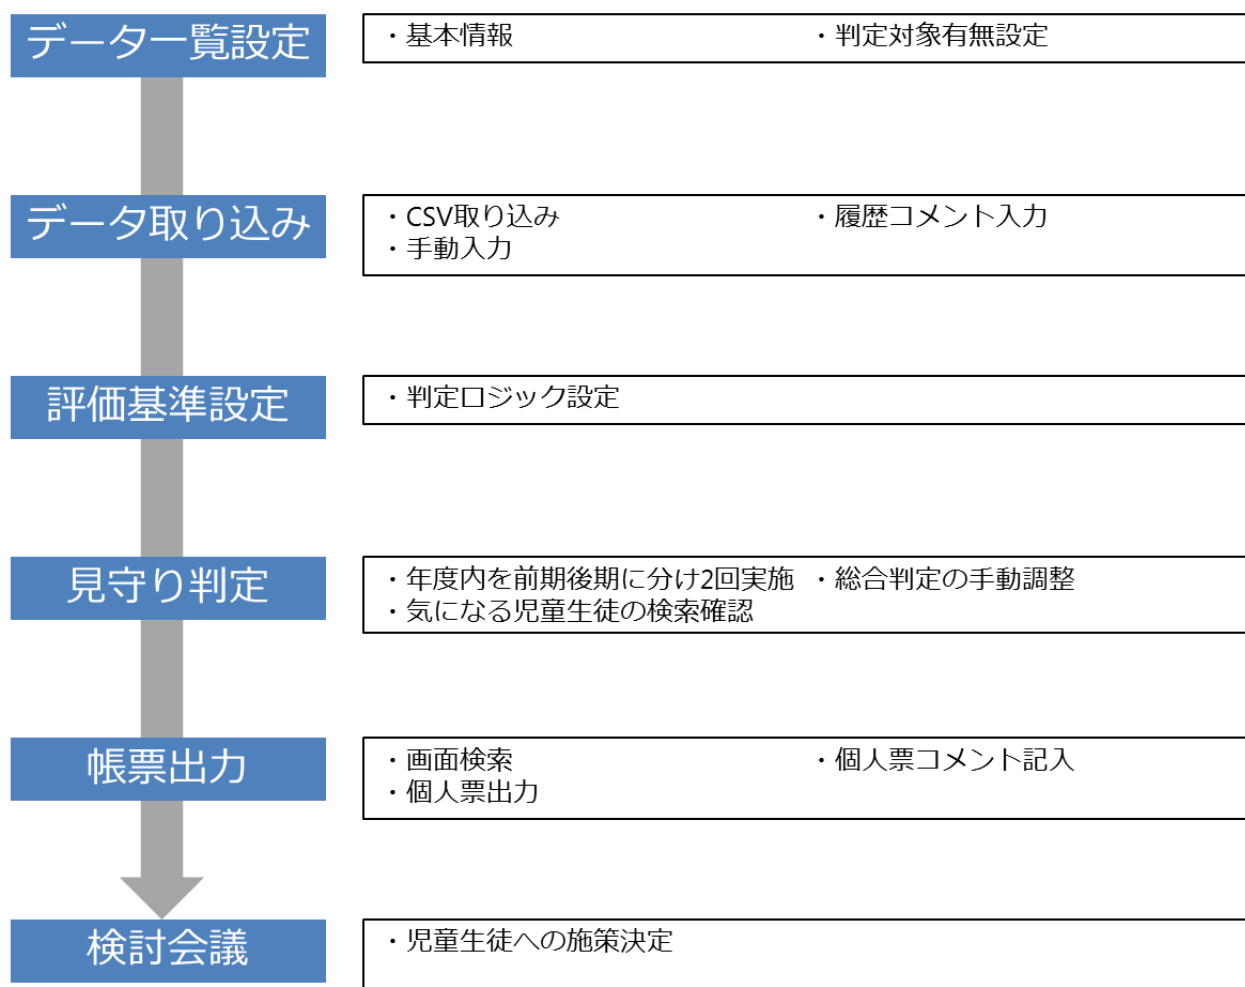 データ一覧設定
・基本情報 ・判定対象有無設定
データ取り込み
・CSV取り込み ・履歴コメント入力
・手動入力
評価基準設定
・判定ロジック設定
見守り判定
・年度内を前期後期に分け2回実施 ・総合判定の手動調整
・気になる児童生徒の検索確認
帳票出力
・画面検索 ・個人票コメント記入
・個人票出力
検討会議
・児童生徒への施策決定